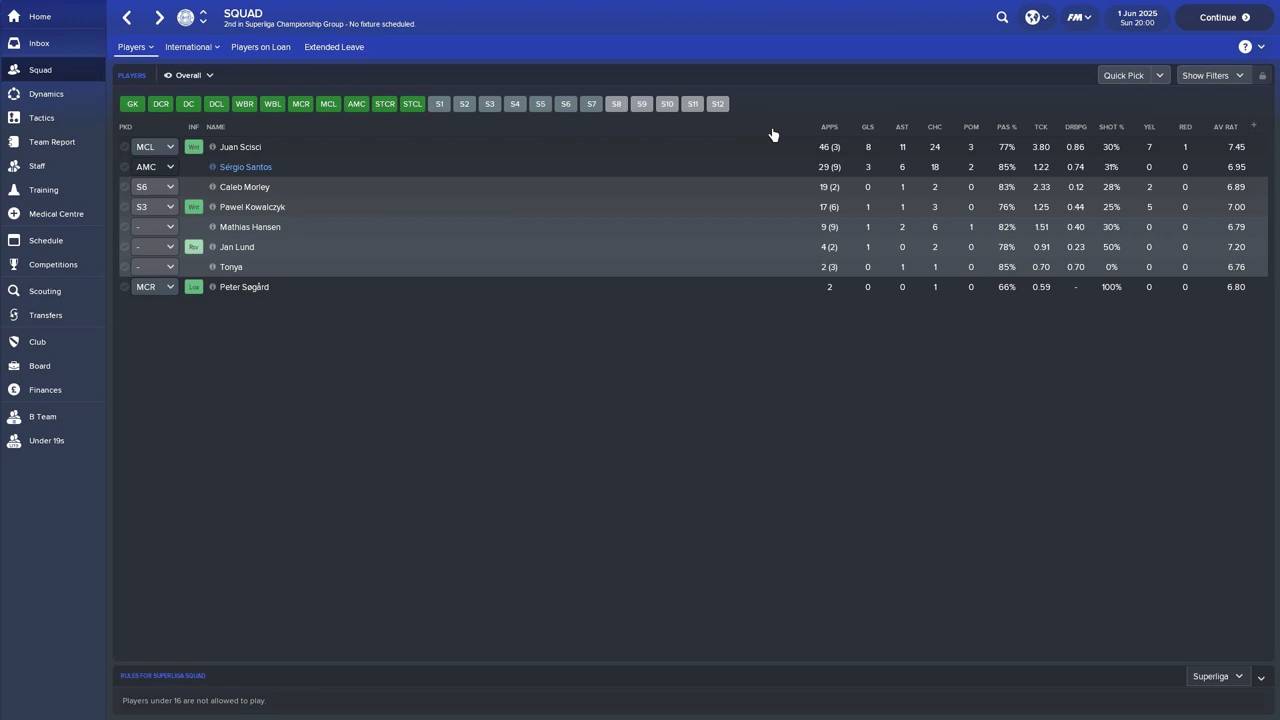 Home
Inbox
Squad
Dynamics
Tactics
Team Report
Staff
Training
Medical Centre
Schedule
Competitions
Scouting
Transfers
Club
Board
Finances
B Team
Under 19s
SQUAD
2nd in Superliga Championship Group - No fixture scheduled.
FM
1 Jun 2025
Sun 20:00
Continue
Players International Players on Loan Extended Leave
?
PLAYERS Overall Quick Pick Show Filters
GK DCR DC DCL WBR WBL MCR MCL AMC STCR STCL S1 S2 S3 S4 S5 S6 S7 S8 S9 S10 S11 S12
PKD INF NAME APPS GLS AST CHC POM PAS % TCK DRBPG SHOT % YEL RED AV RAT +
MCL Wnt Juan Scisci 46 (3) 8 11 24 3 77% 3.80 0.86 30% 7 1 7.45
AMC Sérgio Santos 29 (9) 3 6 18 2 85% 1.22 0.74 31% 0 0 6.95
S6 Caleb Morley 19 (2) 0 1 2 0 83% 2.33 0.12 28% 2 0 6.89
S3 Wnt Pawel Kowalczyk 17 (6) 1 1 3 0 76% 1.25 0.44 25% 5 0 7.00
- Mathias Hansen 9 (9) 1 2 6 1 82% 1.51 0.40 30% 0 0 6.79
- Rsv Jan Lund 4 (2) 1 0 2 0 78% 0.91 0.23 50% 0 0 7.20
- Tonya 2 (3) 0 1 1 0 85% 0.70 0.70 0% 0 0 6.76
MCR Loa Peter Søgård 2 0 0 1 0 66% 0.59 - 100% 0 0 6.80
RULES FOR SUPERLIGA SQUAD
Superliga
Players under 16 are not allowed to play.